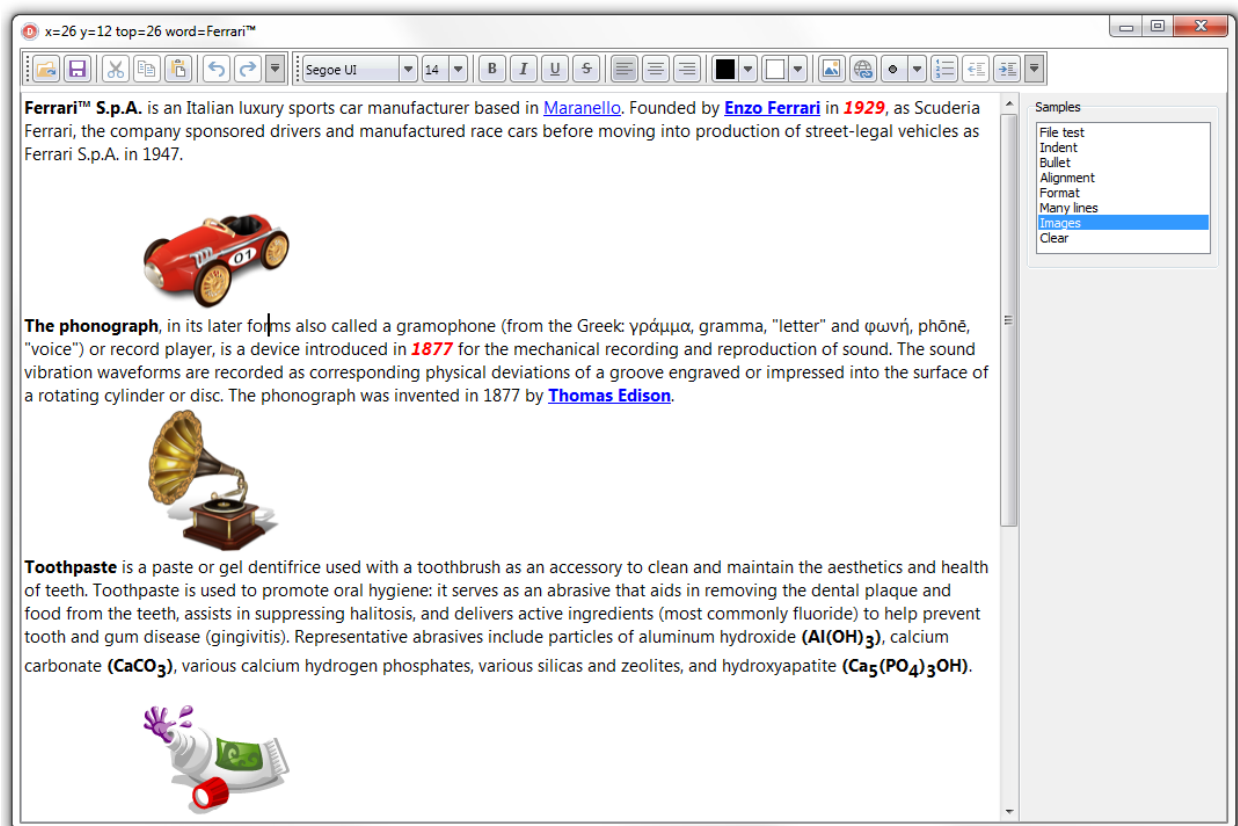 x=26 y=12 top=26 word=Ferrari™
Segoe UI
14
B I U S
Ferrari™ S.p.A. is an Italian luxury sports car manufacturer based in Maranello. Founded by Enzo Ferrari in 1929, as Scuderia
Ferrari, the company sponsored drivers and manufactured race cars before moving into production of street-legal vehicles as
Ferrari S.p.A. in 1947.
01
The phonograph, in its later forms also called a gramophone (from the Greek: γράμμα, gramma, "letter" and φωνή, phōnē,
"voice") or record player, is a device introduced in 1877 for the mechanical recording and reproduction of sound. The sound
vibration waveforms are recorded as corresponding physical deviations of a groove engraved or impressed into the surface of
a rotating cylinder or disc. The phonograph was invented in 1877 by Thomas Edison.
Toothpaste is a paste or gel dentifrice used with a toothbrush as an accessory to clean and maintain the aesthetics and health
of teeth. Toothpaste is used to promote oral hygiene: it serves as an abrasive that aids in removing the dental plaque and
food from the teeth, assists in suppressing halitosis, and delivers active ingredients (most commonly fluoride) to help prevent
tooth and gum disease (gingivitis). Representative abrasives include particles of aluminum hydroxide (Al(OH)₃), calcium
carbonate (CaCO₃), various calcium hydrogen phosphates, various silicas and zeolites, and hydroxyapatite (Ca₅(PO₄)₃OH).
Samples
File test
Indent
Bullet
Alignment
Format
Many lines
Images
Clear